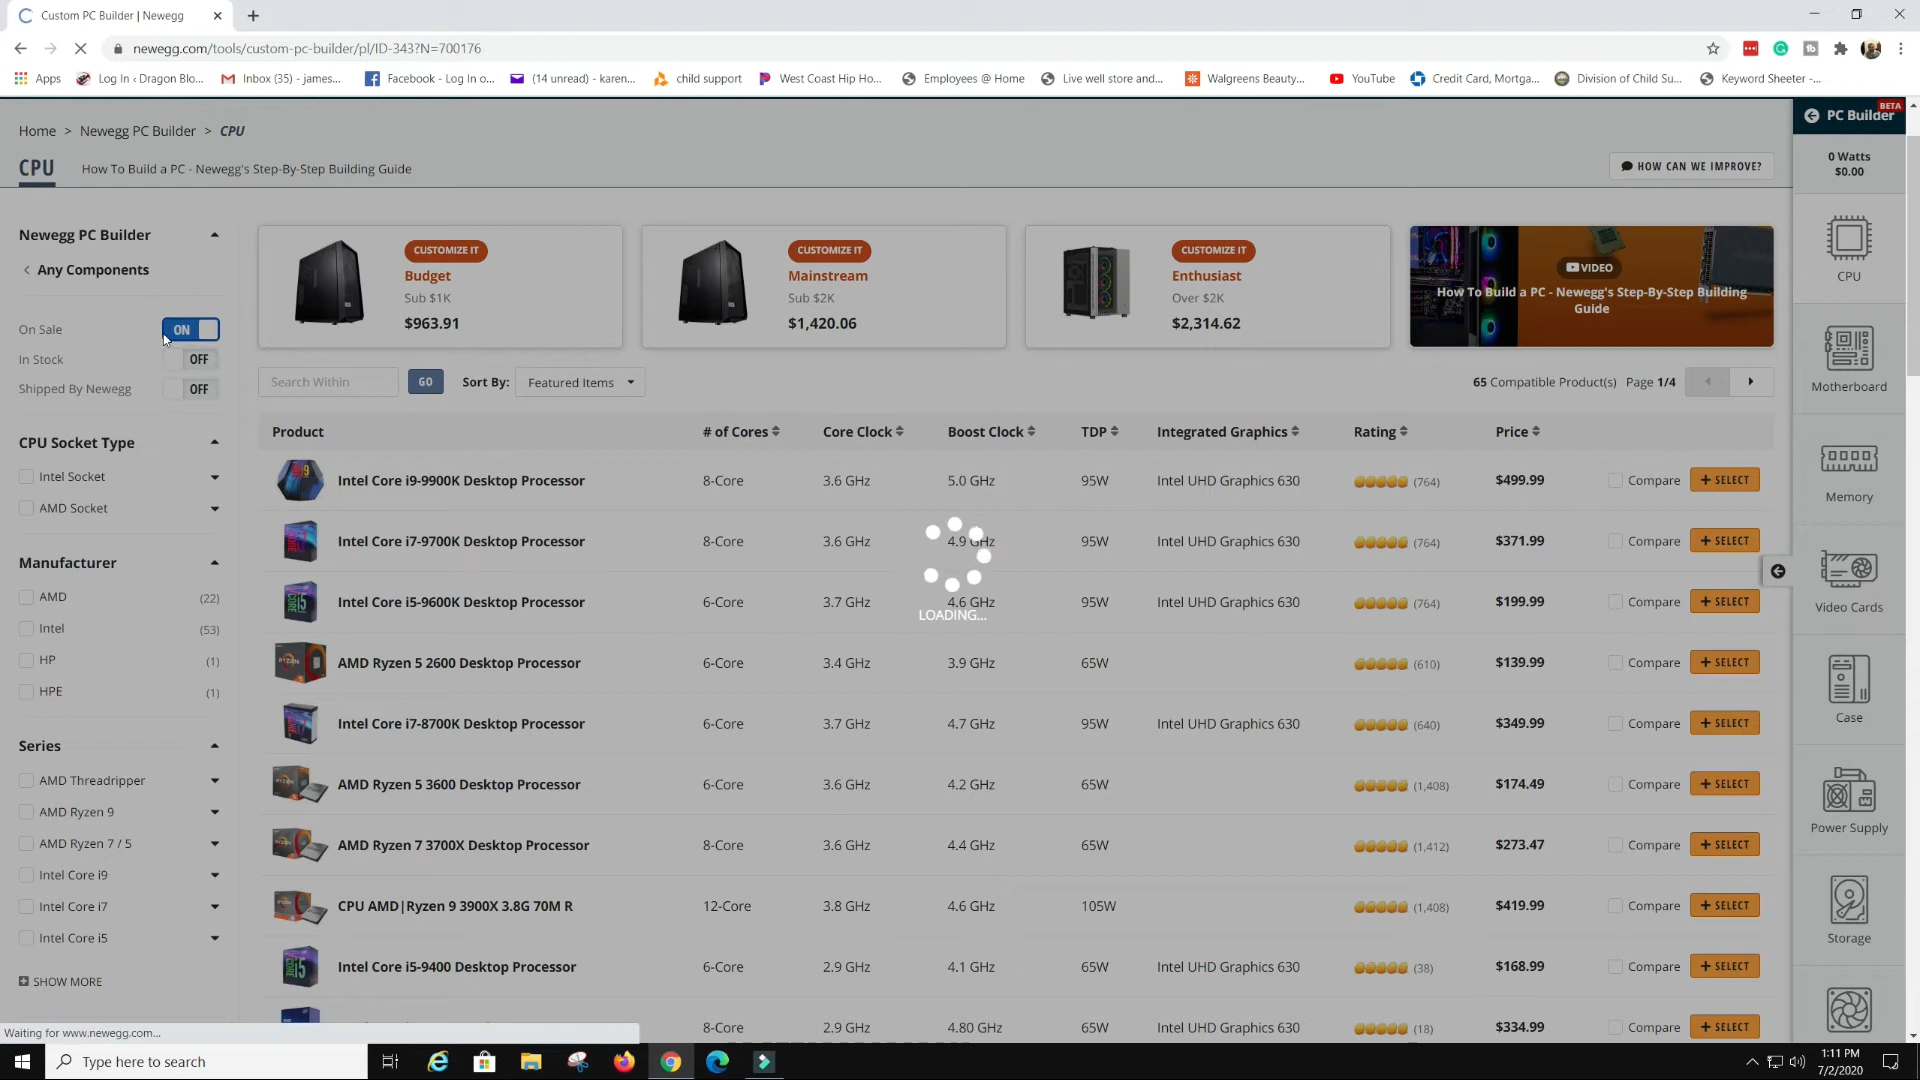 Custom PC Builder | Newegg
newegg.com/tools/custom-pc-builder/pl/ID-343?N=700176
Apps
Log In ‹ Dragon Blo...
Inbox (35) - james...
Facebook - Log In o...
(14 unread) - karen...
child support
West Coast Hip Ho...
Employees @ Home
Live well store and...
Walgreens Beauty...
YouTube
Credit Card, Mortga...
Division of Child Su...
Keyword Sheeter -...
Home > Newegg PC Builder > CPU
CPU
How To Build a PC - Newegg's Step-By-Step Building Guide
HOW CAN WE IMPROVE?
BETA
PC Builder
0 Watts
$0.00
CPU
Motherboard
Memory
Video Cards
Case
Power Supply
Storage
Newegg PC Builder
Any Components
On Sale ON
In Stock OFF
Shipped By Newegg OFF
CPU Socket Type
Intel Socket
AMD Socket
Manufacturer
AMD (22)
Intel (53)
HP (1)
HPE (1)
Series
AMD Threadripper
AMD Ryzen 9
AMD Ryzen 7 / 5
Intel Core i9
Intel Core i7
Intel Core i5
SHOW MORE
CUSTOMIZE IT
Budget
Sub $1K
$963.91
CUSTOMIZE IT
Mainstream
Sub $2K
$1,420.06
CUSTOMIZE IT
Enthusiast
Over $2K
$2,314.62
VIDEO
How To Build a PC - Newegg's Step-By-Step Building
Guide
Search Within GO Sort By: Featured Items 65 Compatible Product(s) Page 1/4
Product # of Cores Core Clock Boost Clock TDP Integrated Graphics Rating Price
Intel Core i9-9900K Desktop Processor 8-Core 3.6 GHz 5.0 GHz 95W Intel UHD Graphics 630 (764) $499.99 Compare + SELECT
Intel Core i7-9700K Desktop Processor 8-Core 3.6 GHz 4.9 GHz 95W Intel UHD Graphics 630 (764) $371.99 Compare + SELECT
Intel Core i5-9600K Desktop Processor 6-Core 3.7 GHz 4.6 GHz 95W Intel UHD Graphics 630 (764) $199.99 Compare + SELECT
LOADING...
AMD Ryzen 5 2600 Desktop Processor 6-Core 3.4 GHz 3.9 GHz 65W (610) $139.99 Compare + SELECT
Intel Core i7-8700K Desktop Processor 6-Core 3.7 GHz 4.7 GHz 95W Intel UHD Graphics 630 (640) $349.99 Compare + SELECT
AMD Ryzen 5 3600 Desktop Processor 6-Core 3.6 GHz 4.2 GHz 65W (1,408) $174.49 Compare + SELECT
AMD Ryzen 7 3700X Desktop Processor 8-Core 3.6 GHz 4.4 GHz 65W (1,412) $273.47 Compare + SELECT
CPU AMD|Ryzen 9 3900X 3.8G 70M R 12-Core 3.8 GHz 4.6 GHz 105W (1,408) $419.99 Compare + SELECT
Intel Core i5-9400 Desktop Processor 6-Core 2.9 GHz 4.1 GHz 65W Intel UHD Graphics 630 (38) $168.99 Compare + SELECT
8-Core 2.9 GHz 4.80 GHz 65W Intel UHD Graphics 630 (18) $334.99 Compare + SELECT
Waiting for www.newegg.com...
Type here to search
1:11 PM
7/2/2020